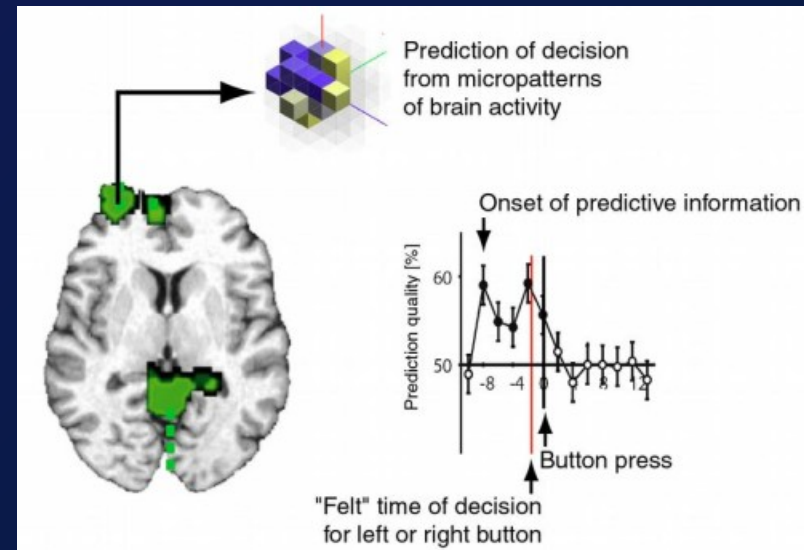 Prediction of decision
from micropatterns
of brain activity
Onset of predictive information
Prediction quality [%]
60
50
-8 -4 0 8 12
Button press
"Felt" time of decision
for left or right button